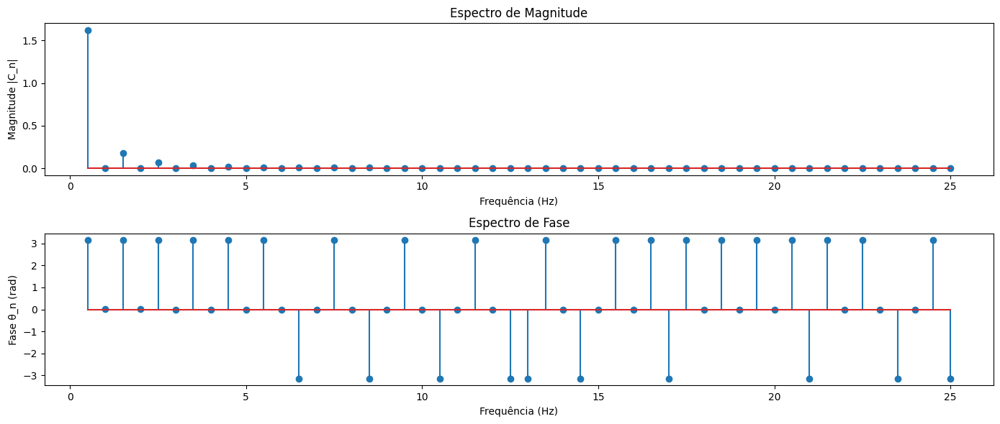 Espectro de Magnitude
Magnitude |C_n|
1.5
1.0
0.5
0.0
0 5 10 15 20 25
Frequência (Hz)
Espectro de Fase
Fase θ_n (rad)
3
2
1
0
−1
−2
−3
0 5 10 15 20 25
Frequência (Hz)